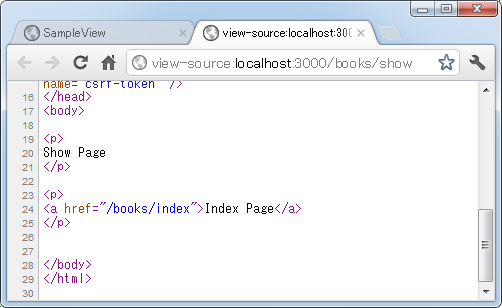 SampleView
view-source:localhost:300
view-source:localhost:3000/books/show
name="csrf-token" />
16 </head>
17 <body>
18
19 <p>
20 Show Page
21 </p>
22
23 <p>
24 <a href="/books/index">Index Page</a>
25 </p>
26
27
28 </body>
29 </html>
30